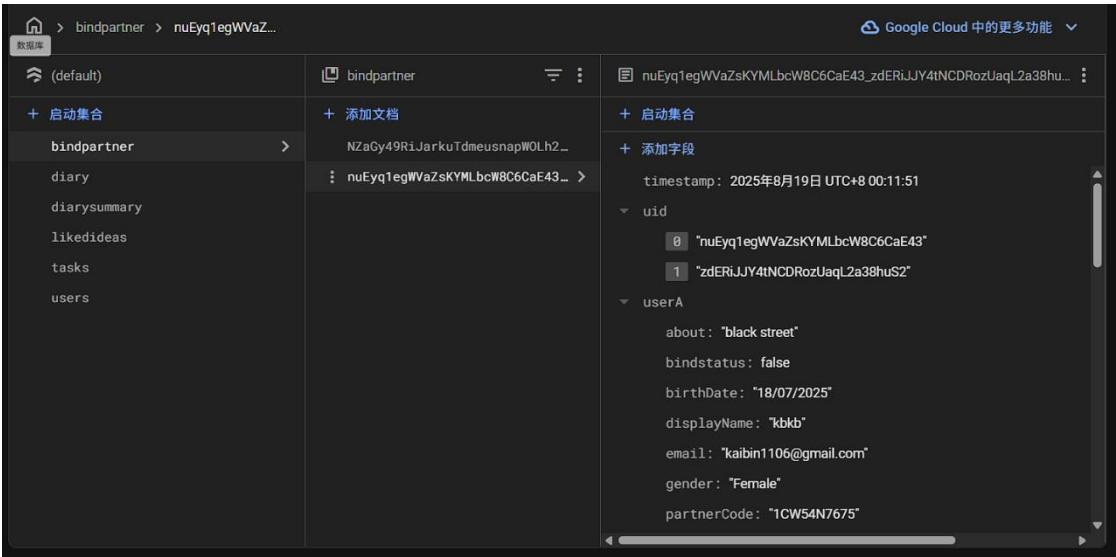 bindpartner > nuEyq1egWVaZ...
Google Cloud 中的更多功能
数据库
(default)
bindpartner
nuEyq1egWVaZsKYMLbcW8C6CaE43_zdERiJJY4tNCDRozUaqL2a38hu...
+ 启动集合
+ 添加文档
+ 启动集合
bindpartner
diary
diarysummary
likedideas
tasks
users
NZaGy49RiJarkuTdmeusnapWOLh2...
nuEyq1egWVaZsKYMLbcW8C6CaE43...
+ 添加字段
timestamp: 2025年8月19日 UTC+8 00:11:51
uid
0 "nuEyq1egWVaZsKYMLbcW8C6CaE43"
1 "zdERiJJY4tNCDRozUaqL2a38huS2"
userA
about: "black street"
bindstatus: false
birthDate: "18/07/2025"
displayName: "kbkb"
email: "kaibin1106@gmail.com"
gender: "Female"
partnerCode: "1CW54N7675"